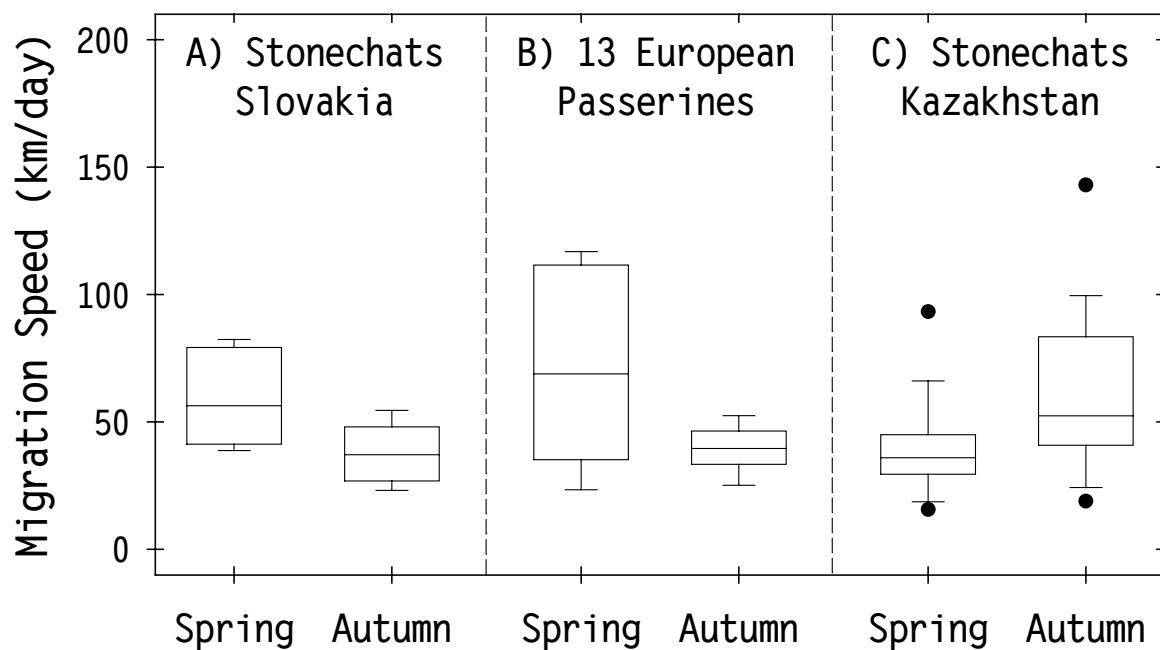 Migration Speed (km/day)
200
150
100
50
0
A) Stonechats
Slovakia
B) 13 European
Passerines
C) Stonechats
Kazakhstan
Spring Autumn Spring Autumn Spring Autumn